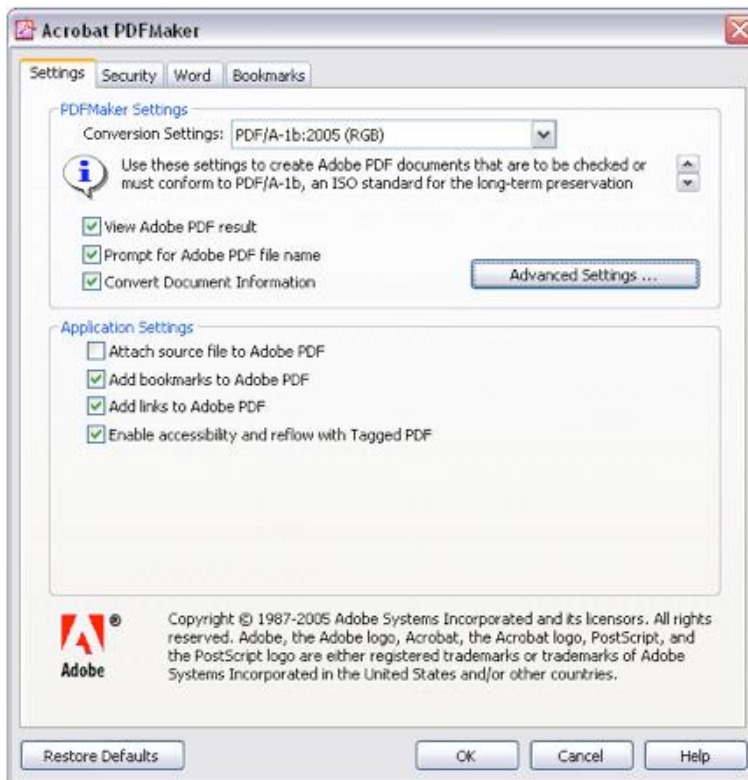 Acrobat PDFMaker
Settings Security Word Bookmarks
PDFMaker Settings
Conversion Settings: PDF/A-1b:2005 (RGB)
Use these settings to create Adobe PDF documents that are to be checked or
must conform to PDF/A-1b, an ISO standard for the long-term preservation
View Adobe PDF result
Prompt for Adobe PDF file name
Convert Document Information
Advanced Settings ...
Application Settings
Attach source file to Adobe PDF
Add bookmarks to Adobe PDF
Add links to Adobe PDF
Enable accessibility and reflow with Tagged PDF
Adobe
®
Copyright © 1987-2005 Adobe Systems Incorporated and its licensors. All rights
reserved. Adobe, the Adobe logo, Acrobat, the Acrobat logo, PostScript, and
the PostScript logo are either registered trademarks or trademarks of Adobe
Systems Incorporated in the United States and/or other countries.
Restore Defaults OK Cancel Help